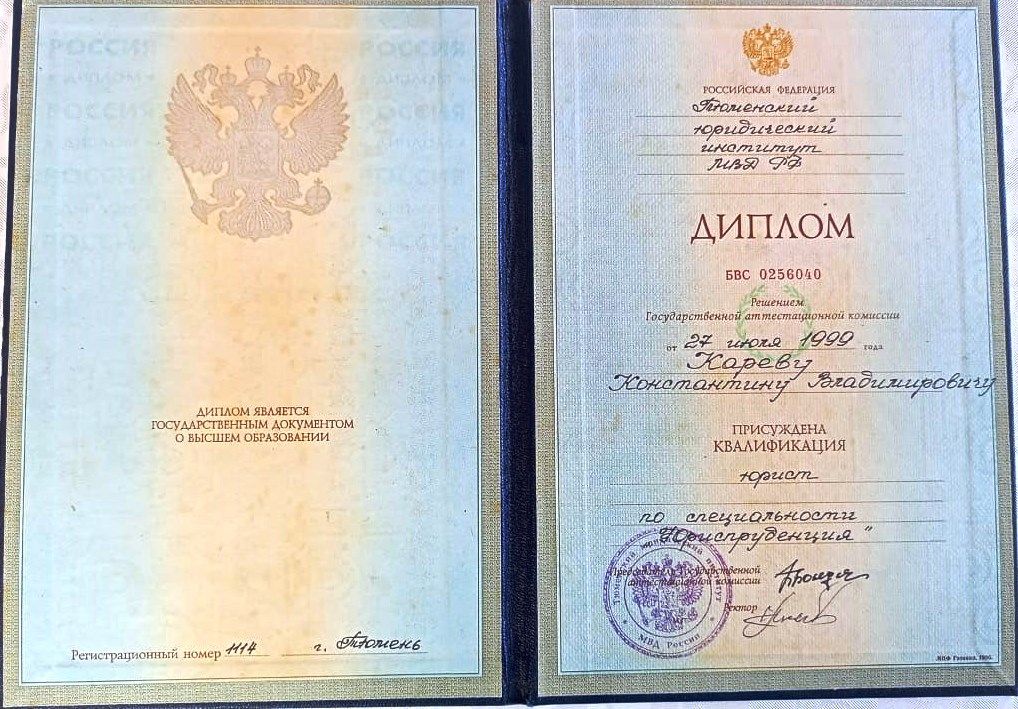 РОССИЯ РОССИЯ
ДИПЛОМ
ДИПЛОМ ЯВЛЯЕТСЯ
ГОСУДАРСТВЕННЫМ ДОКУМЕНТОМ
О ВЫСШЕМ ОБРАЗОВАНИИ
Регистрационный номер 1114 г. Тюмень
РОССИЙСКАЯ ФЕДЕРАЦИЯ
Тюменский
юридический
институт
МВД РФ
ДИПЛОМ
БВС 0256040
Решением
Государственной аттестационной комиссии
от 27 июля 1999 года
Кареву
Константину Владимировичу
ПРИСУЖДЕНА
КВАЛИФИКАЦИЯ
юрист
по специальности
"Юриспруденция"
Председатель Государственной
аттестационной комиссии
Ректор
МВД России